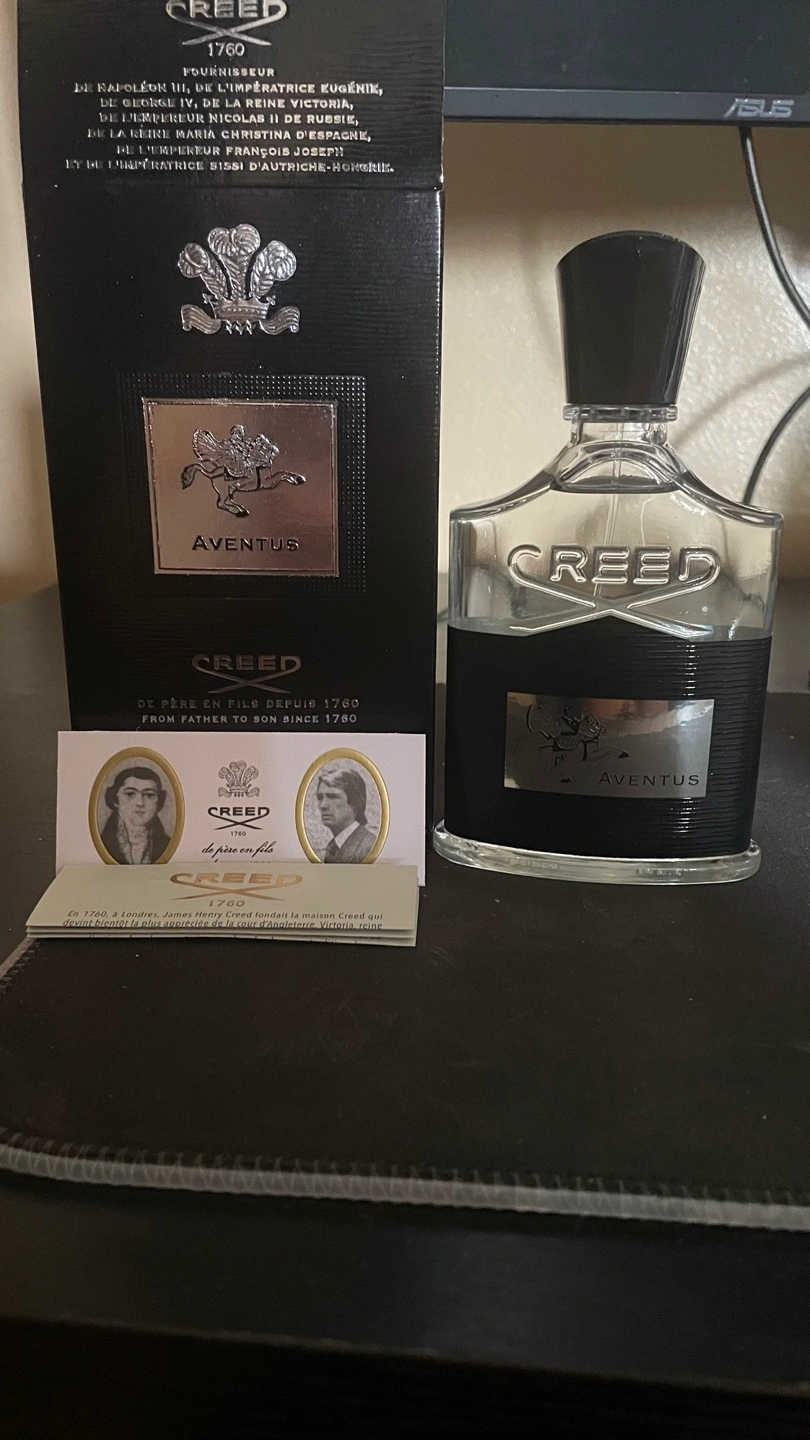 CREED
1760
FOURNISSEUR
DE NAPOLÉON III, DE L'IMPÉRATRICE EUGÉNIE,
DE GEORGE IV, DE LA REINE VICTORIA,
DE L'EMPEREUR NICOLAS II DE RUSSIE,
DE LA REINE MARIA CHRISTINA D'ESPAGNE,
DE L'EMPEREUR FRANÇOIS JOSEPH
ET DE L'IMPÉRATRICE SISSI D'AUTRICHE-HONGRIE.
AVENTUS
CREED
DE PÈRE EN FILS DEPUIS 1760
FROM FATHER TO SON SINCE 1760
CREED
1760
de père en fils
CREED
1760
En 1760, à Londres, James Henry Creed fondait la maison Creed qui
devint bientôt la plus appréciée de la cour d'Angleterre. Victoria, reine
ASUS
CREED
AVENTUS